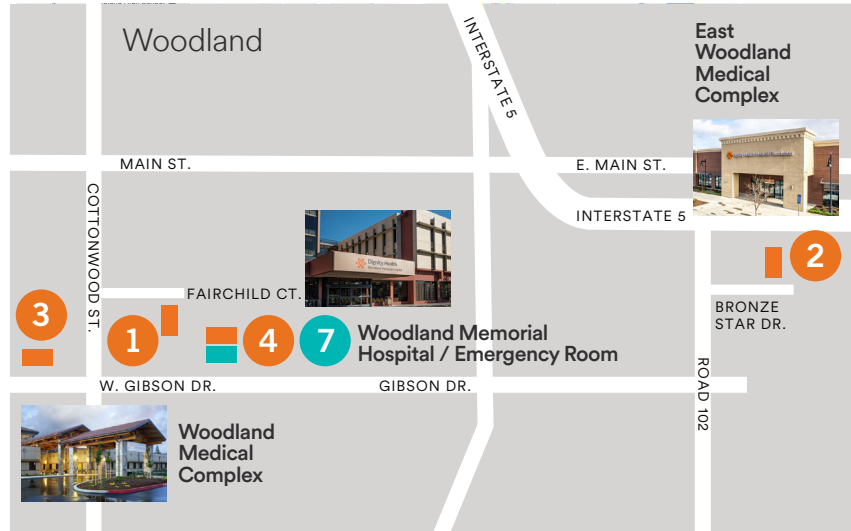 Woodland
INTERSTATE 5
East
Woodland
Medical
Complex
MAIN ST.
E. MAIN ST.
COTTONWOOD ST.
INTERSTATE 5
Dignity Health
2
FAIRCHILD CT.
BRONZE
STAR DR.
3
1
4
7
Woodland Memorial
Hospital / Emergency Room
W. GIBSON DR.
GIBSON DR.
ROAD 102
Woodland
Medical
Complex